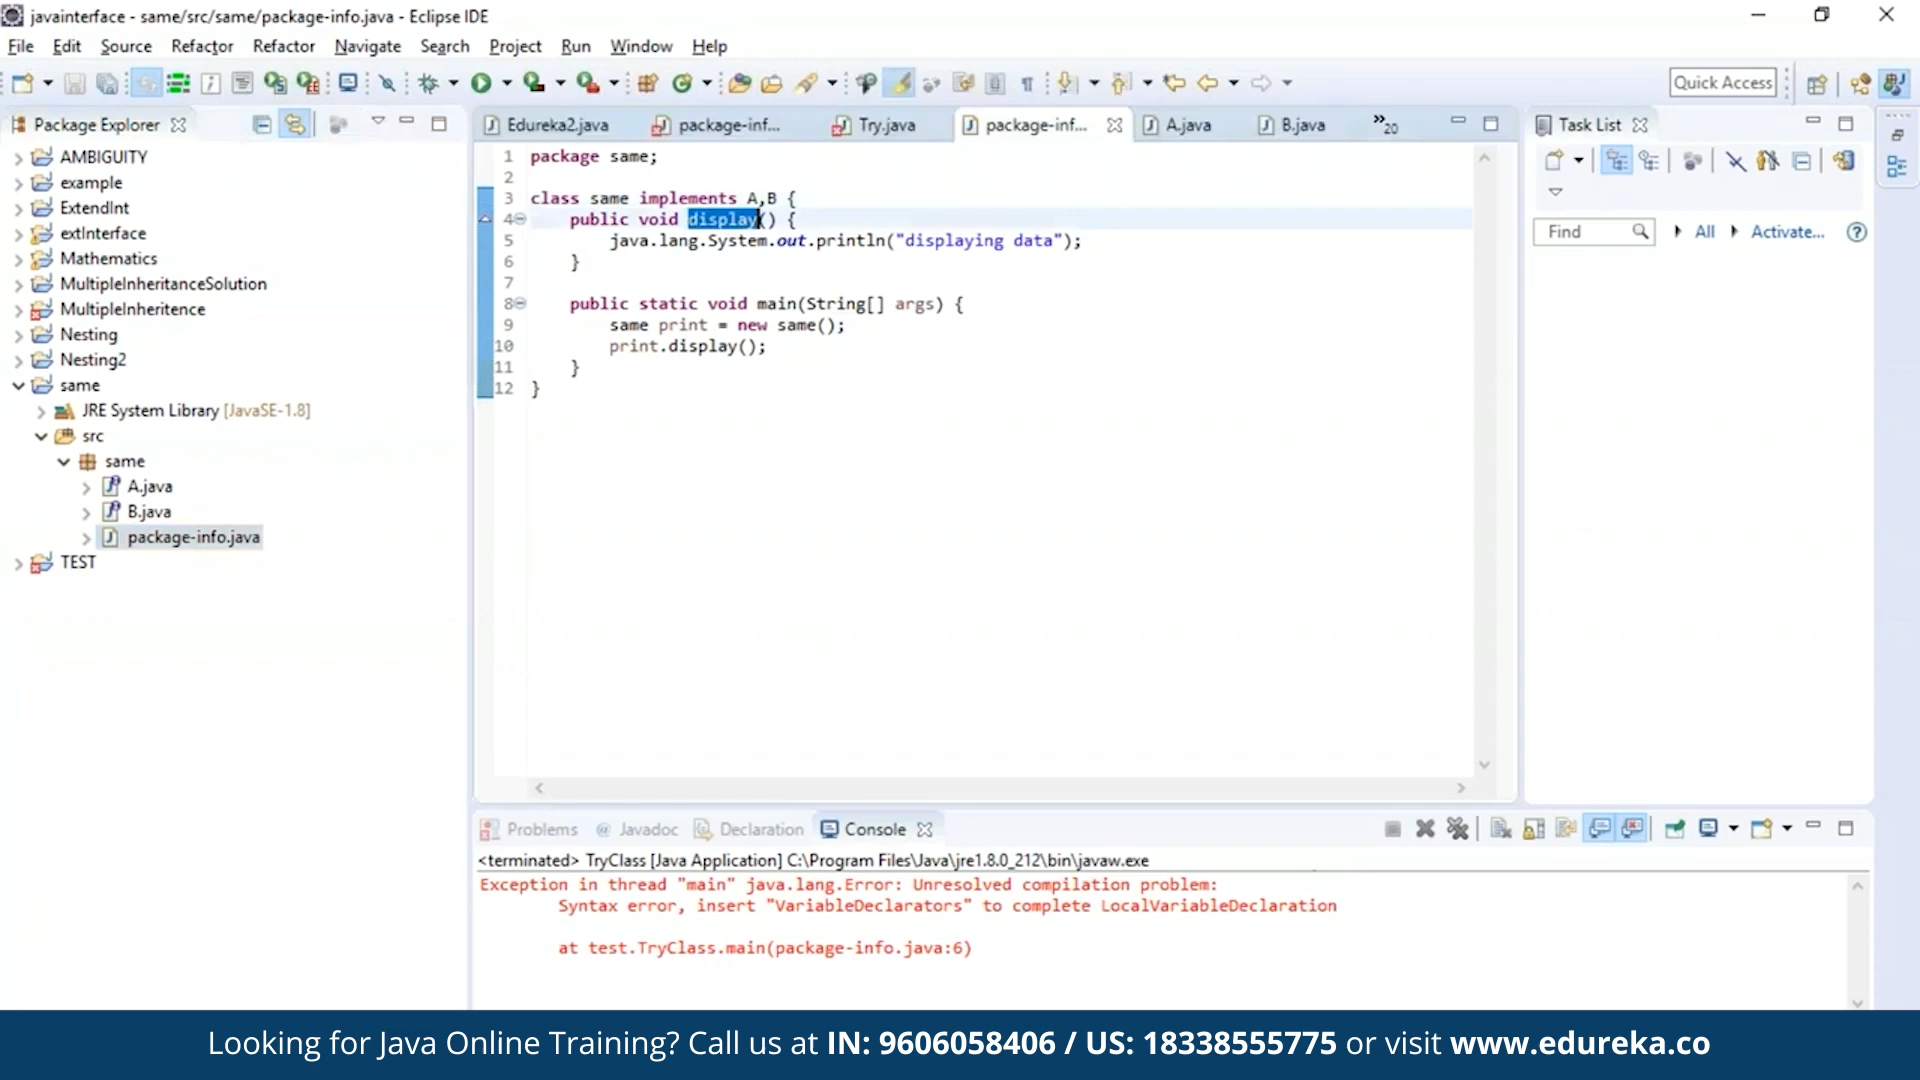 javainterface - same/src/same/package-info.java - Eclipse IDE
File Edit Source Refactor Refactor Navigate Search Project Run Window Help
Quick Access
Package Explorer
Edureka2.java package-inf... Try.java package-inf... A.java B.java »20
Task List
AMBIGUITY
example
ExtendInt
extInterface
Mathematics
MultipleInheritanceSolution
MultipleInheritence
Nesting
Nesting2
same
JRE System Library [JavaSE-1.8]
src
same
A.java
B.java
package-info.java
TEST
1 package same;
2
3 class same implements A,B {
4 public void display() {
5 java.lang.System.out.println("displaying data");
6 }
7
8 public static void main(String[] args) {
9 same print = new same();
10 print.display();
11 }
12 }
Find All Activate...
Problems @ Javadoc Declaration Console
<terminated> TryClass [Java Application] C:\Program Files\Java\jre1.8.0_212\bin\javaw.exe
Exception in thread "main" java.lang.Error: Unresolved compilation problem:
Syntax error, insert "VariableDeclarators" to complete LocalVariableDeclaration
at test.TryClass.main(package-info.java:6)
Looking for Java Online Training? Call us at IN: 9606058406 / US: 18338555775 or visit www.edureka.co